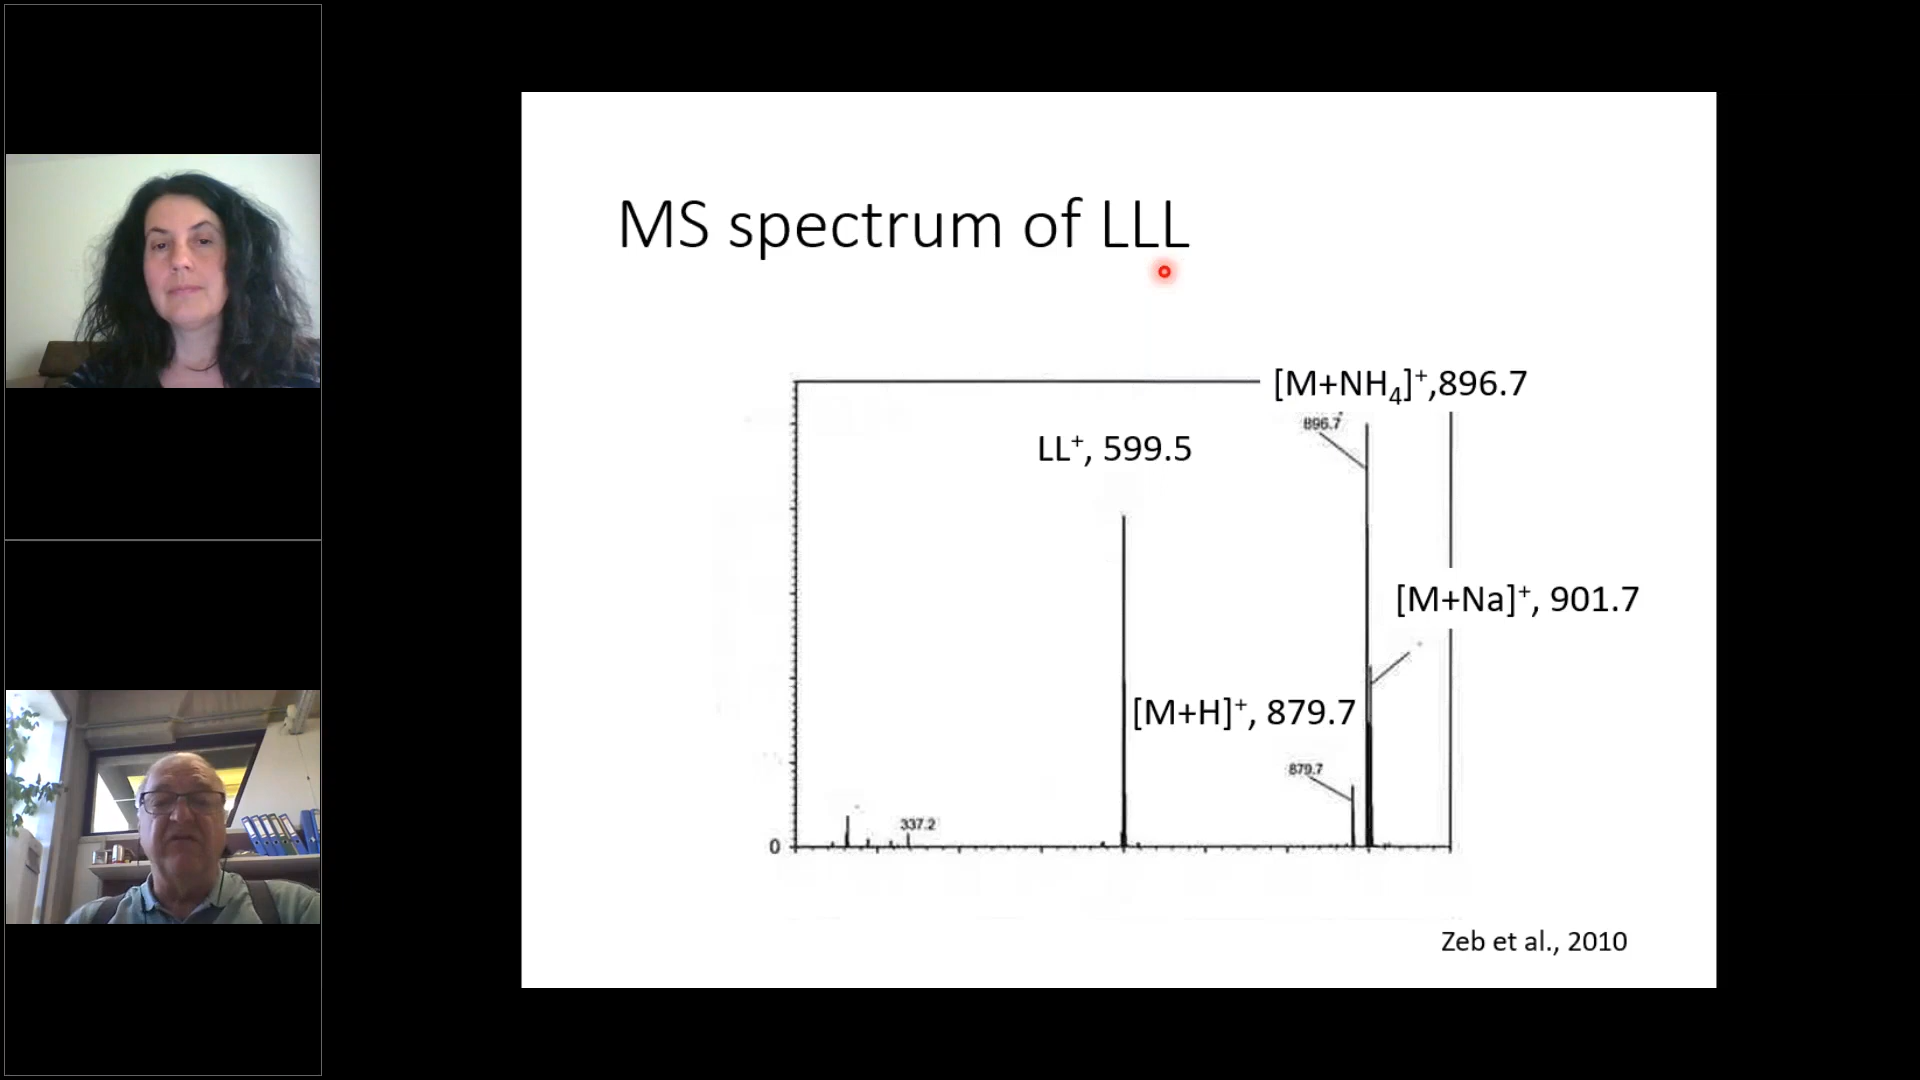 MS spectrum of LLL
[M+NH₄]⁺,896.7
896.7
LL⁺, 599.5
[M+Na]⁺, 901.7
[M+H]⁺, 879.7
879.7
337.2
0
Zeb et al., 2010